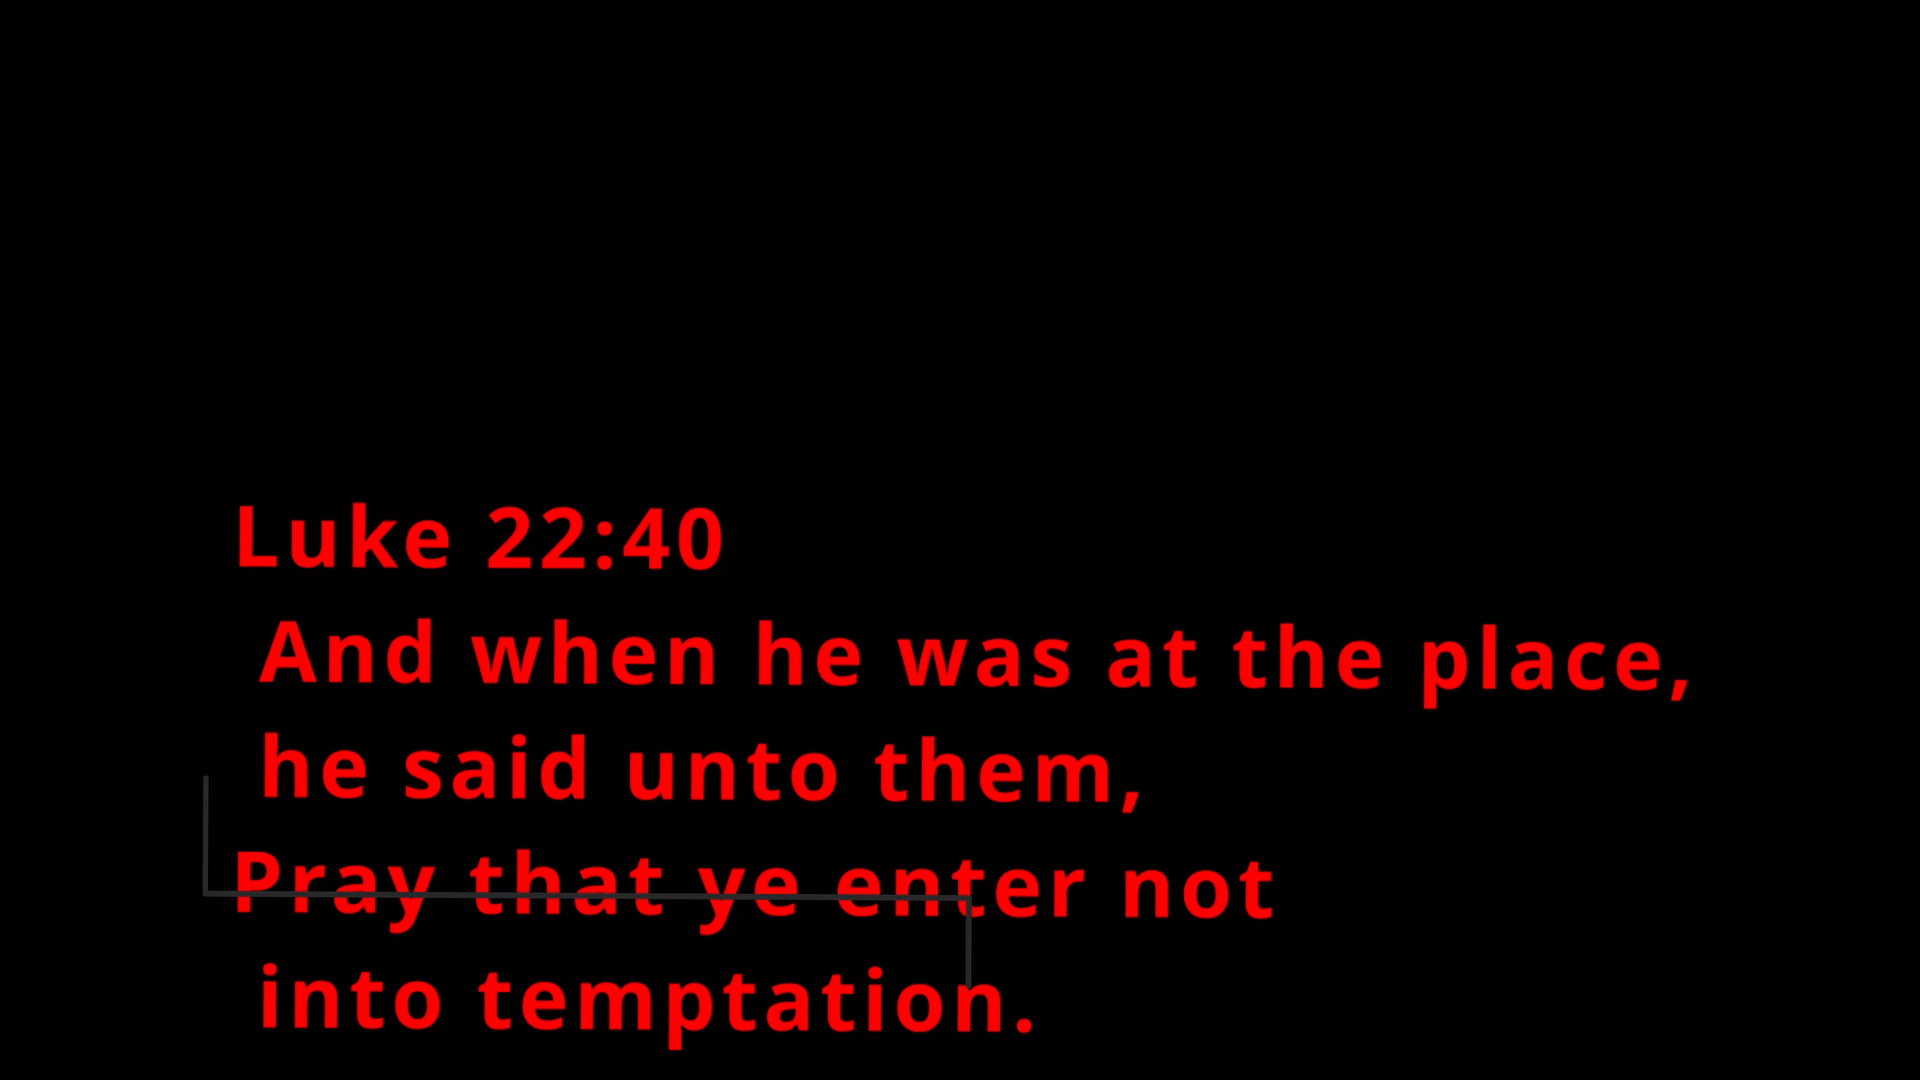 Luke 22:40
And when he was at the place,
he said unto them,
Pray that ye enter not
into temptation.